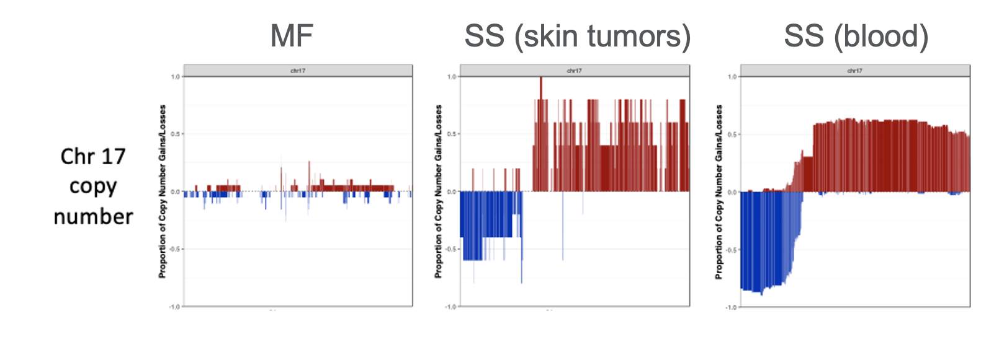 MF
SS (skin tumors)
SS (blood)
Chr 17
copy
number
chr17
1.0
0.5
0.0
-0.5
-1.0
Proportion of Copy Number Gains/Losses
chr17
1.0
0.5
0.0
-0.5
-1.0
Proportion of Copy Number Gains/Losses
chr17
1.0
0.5
0.0
-0.5
-1.0
Proportion of Copy Number Gains/Losses